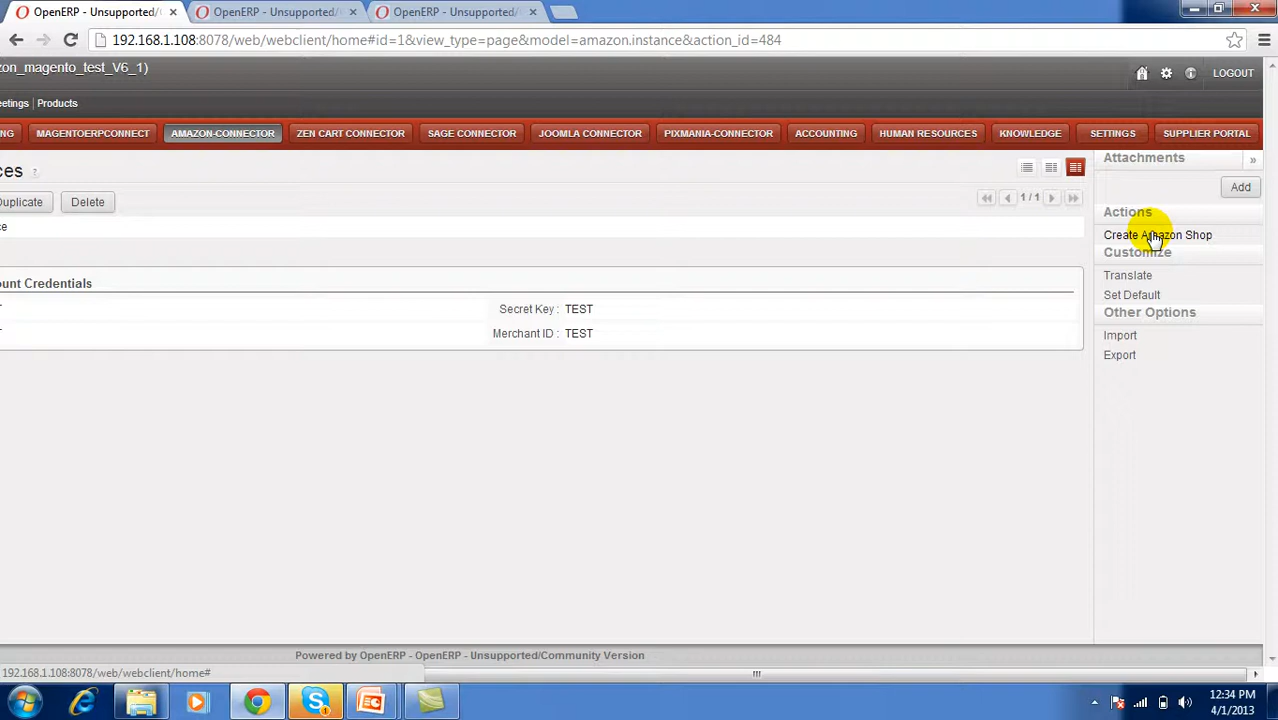 OpenERP - Unsupported/
OpenERP - Unsupported/
OpenERP - Unsupported/
192.168.1.108:8078/web/webclient/home#id=1&view_type=page&model=amazon.instance&action_id=484
zon_magento_test_V6_1)
LOGOUT
eetings | Products
NG
MAGENTOERPCONNECT
AMAZON-CONNECTOR
ZEN CART CONNECTOR
SAGE CONNECTOR
JOOMLA CONNECTOR
PIXMANIA-CONNECTOR
ACCOUNTING
HUMAN RESOURCES
KNOWLEDGE
SETTINGS
SUPPLIER PORTAL
ces ?
Attachments
»
uplicate
Delete
1 / 1
Add
ce
Actions
Create Amazon Shop
Customize
Translate
Set Default
Other Options
Import
Export
ount Credentials
Secret Key : TEST
Merchant ID : TEST
Powered by OpenERP - OpenERP - Unsupported/Community Version
192.168.1.108:8078/web/webclient/home#
12:34 PM
4/1/2013